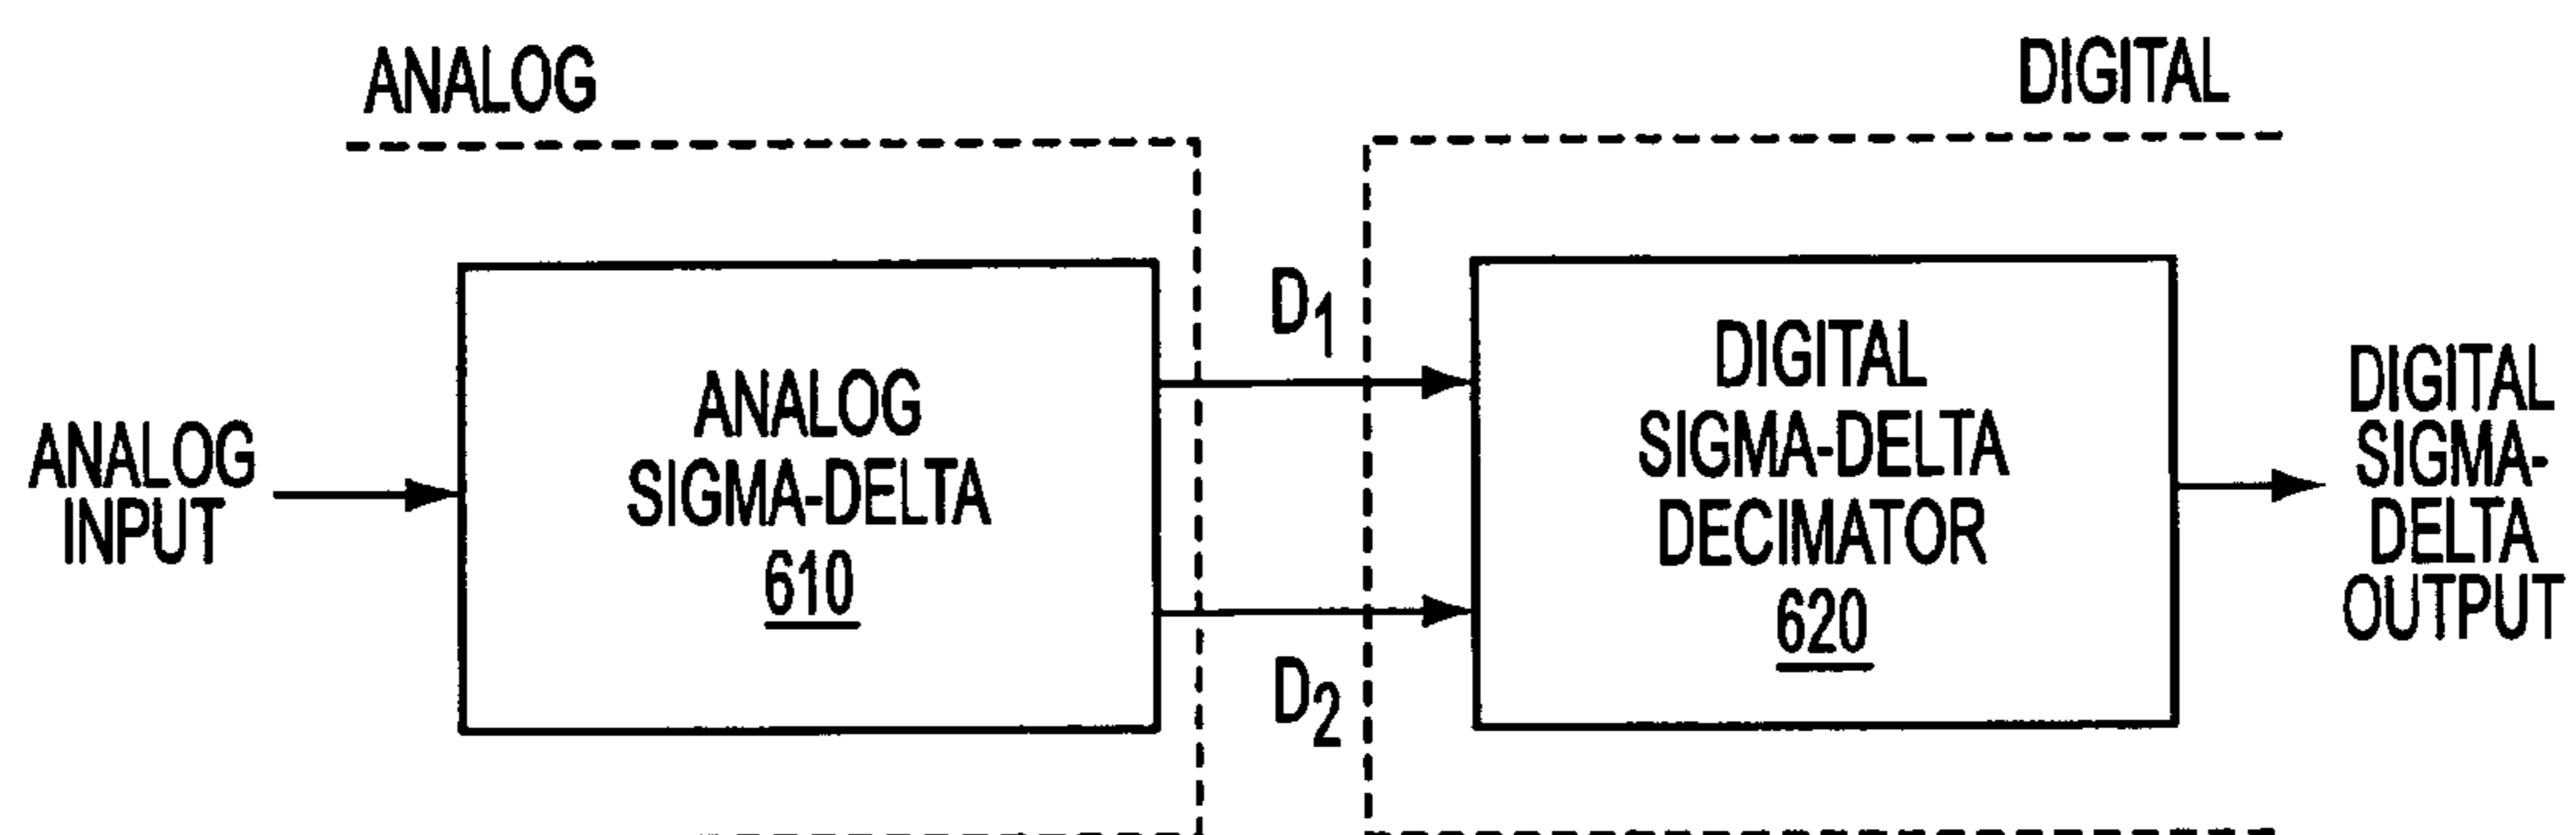 ANALOG
DIGITAL
ANALOG
INPUT
ANALOG
SIGMA-DELTA
610
D1
D2
DIGITAL
SIGMA-DELTA
DECIMATOR
620
DIGITAL
SIGMA-
DELTA
OUTPUT